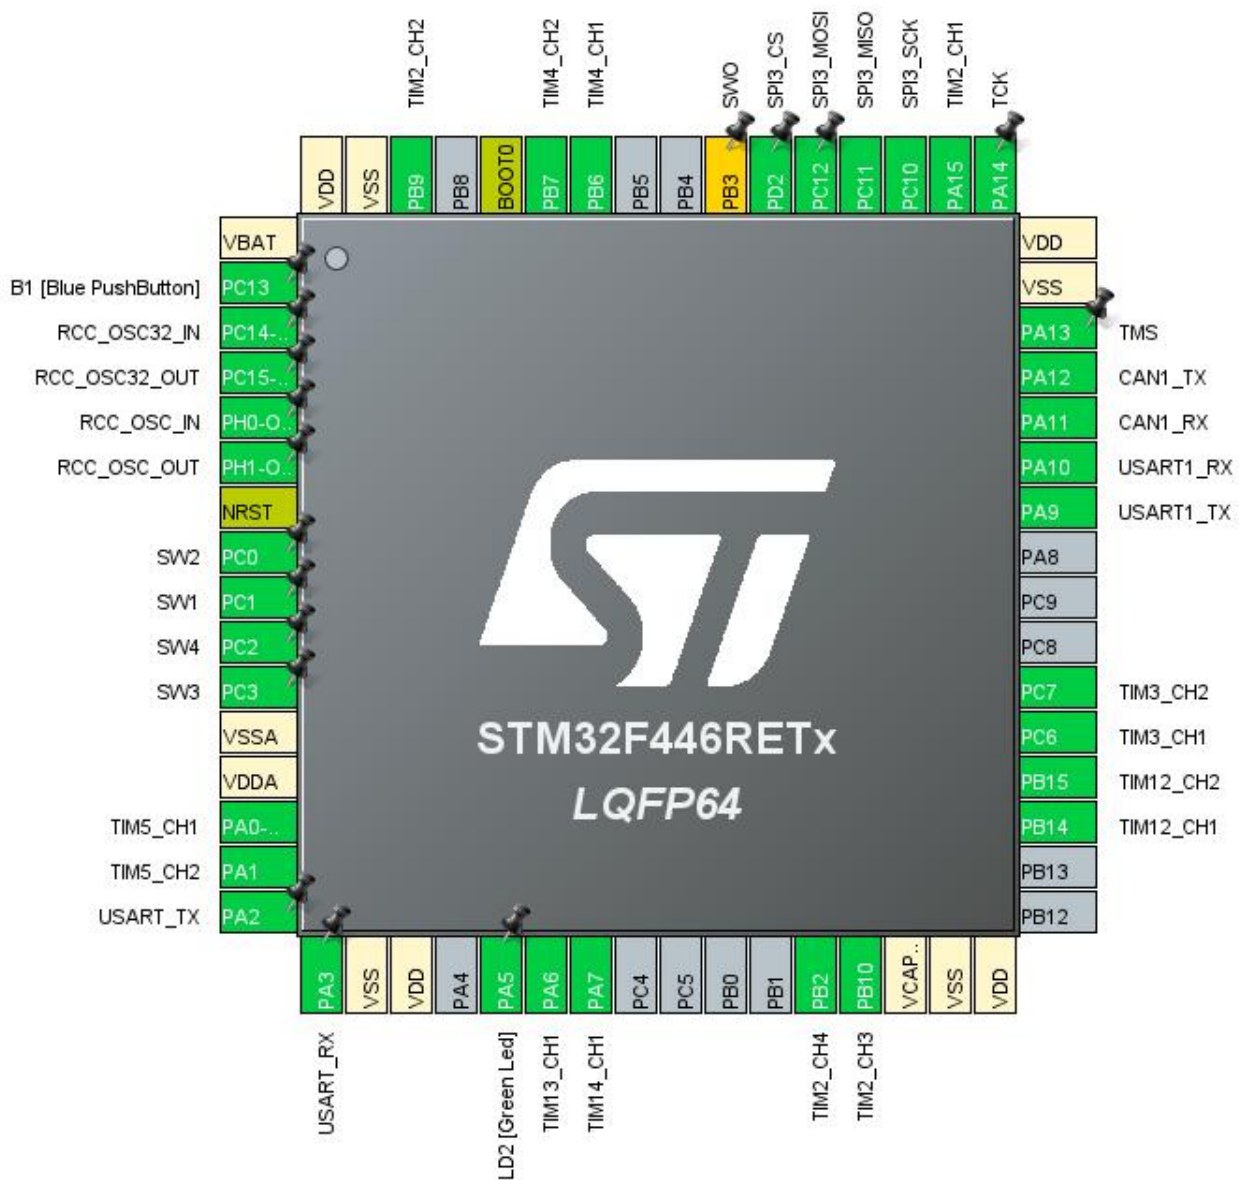 TIM2_CH2
TIM4_CH2
TIM4_CH1
SWO
SPI3_CS
SPI3_MOSI
SPI3_MISO
SPI3_SCK
TIM2_CH1
TCK
VDD
VSS
PB9
PB8
BOOT0
PB7
PB6
PB5
PB4
PB3
PD2
PC12
PC11
PC10
PA15
PA14
VBAT
B1 [Blue PushButton] PC13
RCC_OSC32_IN PC14-..
RCC_OSC32_OUT PC15-..
RCC_OSC_IN PH0-O..
RCC_OSC_OUT PH1-O..
NRST
SW2 PC0
SW1 PC1
SW4 PC2
SW3 PC3
VSSA
VDDA
TIM5_CH1 PA0-..
TIM5_CH2 PA1
USART_TX PA2
ST
STM32F446RETx
LQFP64
VDD
VSS
PA13 TMS
PA12 CAN1_TX
PA11 CAN1_RX
PA10 USART1_RX
PA9 USART1_TX
PA8
PC9
PC8
PC7 TIM3_CH2
PC6 TIM3_CH1
PB15 TIM12_CH2
PB14 TIM12_CH1
PB13
PB12
PA3
VSS
VDD
PA4
PA5
PA6
PA7
PC4
PC5
PB0
PB1
PB2
PB10
VCAP..
VSS
VDD
USART_RX
LD2 [Green Led]
TIM13_CH1
TIM14_CH1
TIM2_CH4
TIM2_CH3